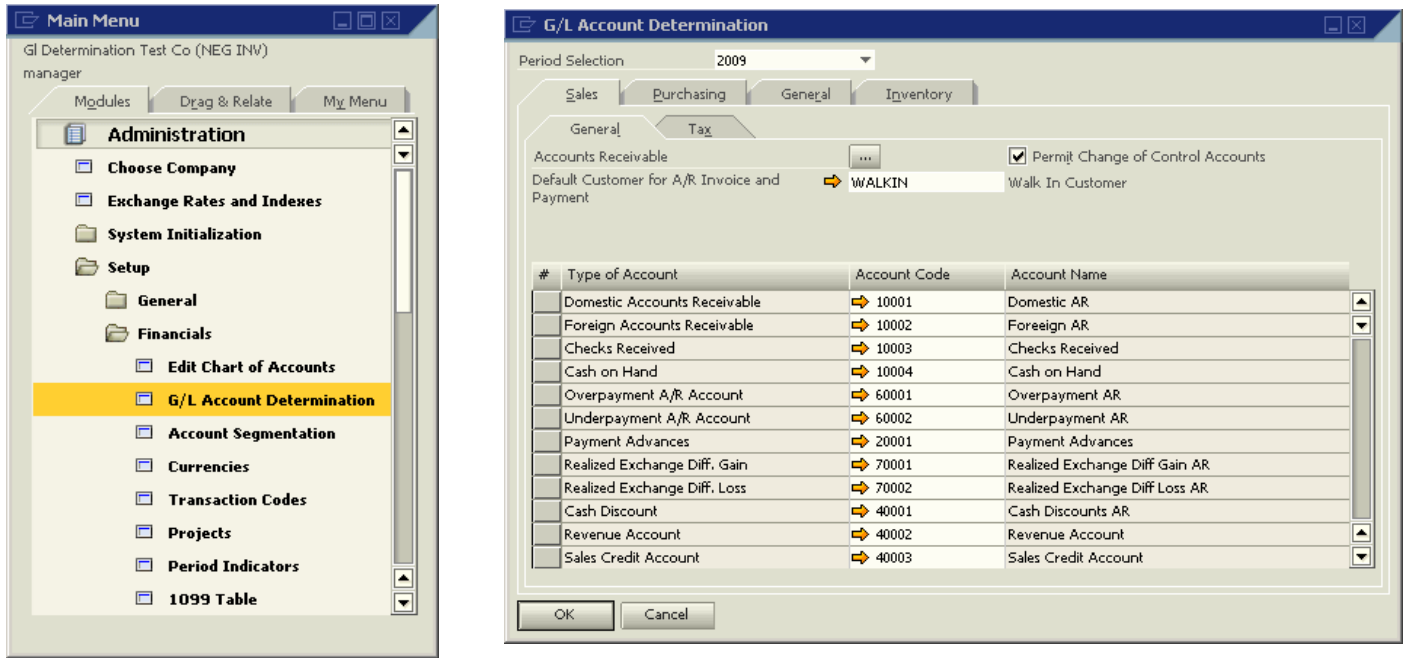 Main Menu
Gl Determination Test Co (NEG INV)
manager
Modules Drag & Relate My Menu
Administration
Choose Company
Exchange Rates and Indexes
System Initialization
Setup
General
Financials
Edit Chart of Accounts
G/L Account Determination
Account Segmentation
Currencies
Transaction Codes
Projects
Period Indicators
1099 Table
G/L Account Determination
Period Selection 2009
Sales Purchasing General Inventory
General Tax
Accounts Receivable ... Permit Change of Control Accounts
Default Customer for A/R Invoice and WALKIN Walk In Customer
Payment
# Type of Account Account Code Account Name
Domestic Accounts Receivable 10001 Domestic AR
Foreign Accounts Receivable 10002 Foreeign AR
Checks Received 10003 Checks Received
Cash on Hand 10004 Cash on Hand
Overpayment A/R Account 60001 Overpayment AR
Underpayment A/R Account 60002 Underpayment AR
Payment Advances 20001 Payment Advances
Realized Exchange Diff. Gain 70001 Realized Exchange Diff Gain AR
Realized Exchange Diff. Loss 70002 Realized Exchange Diff Loss AR
Cash Discount 40001 Cash Discounts AR
Revenue Account 40002 Revenue Account
Sales Credit Account 40003 Sales Credit Account
OK Cancel